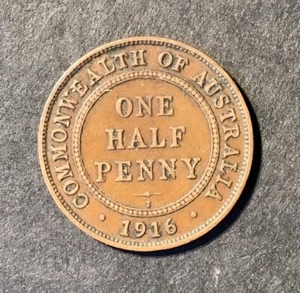 COMMONWEALTH OF AUSTRALIA
ONE
HALF
PENNY
I
· 1916 ·